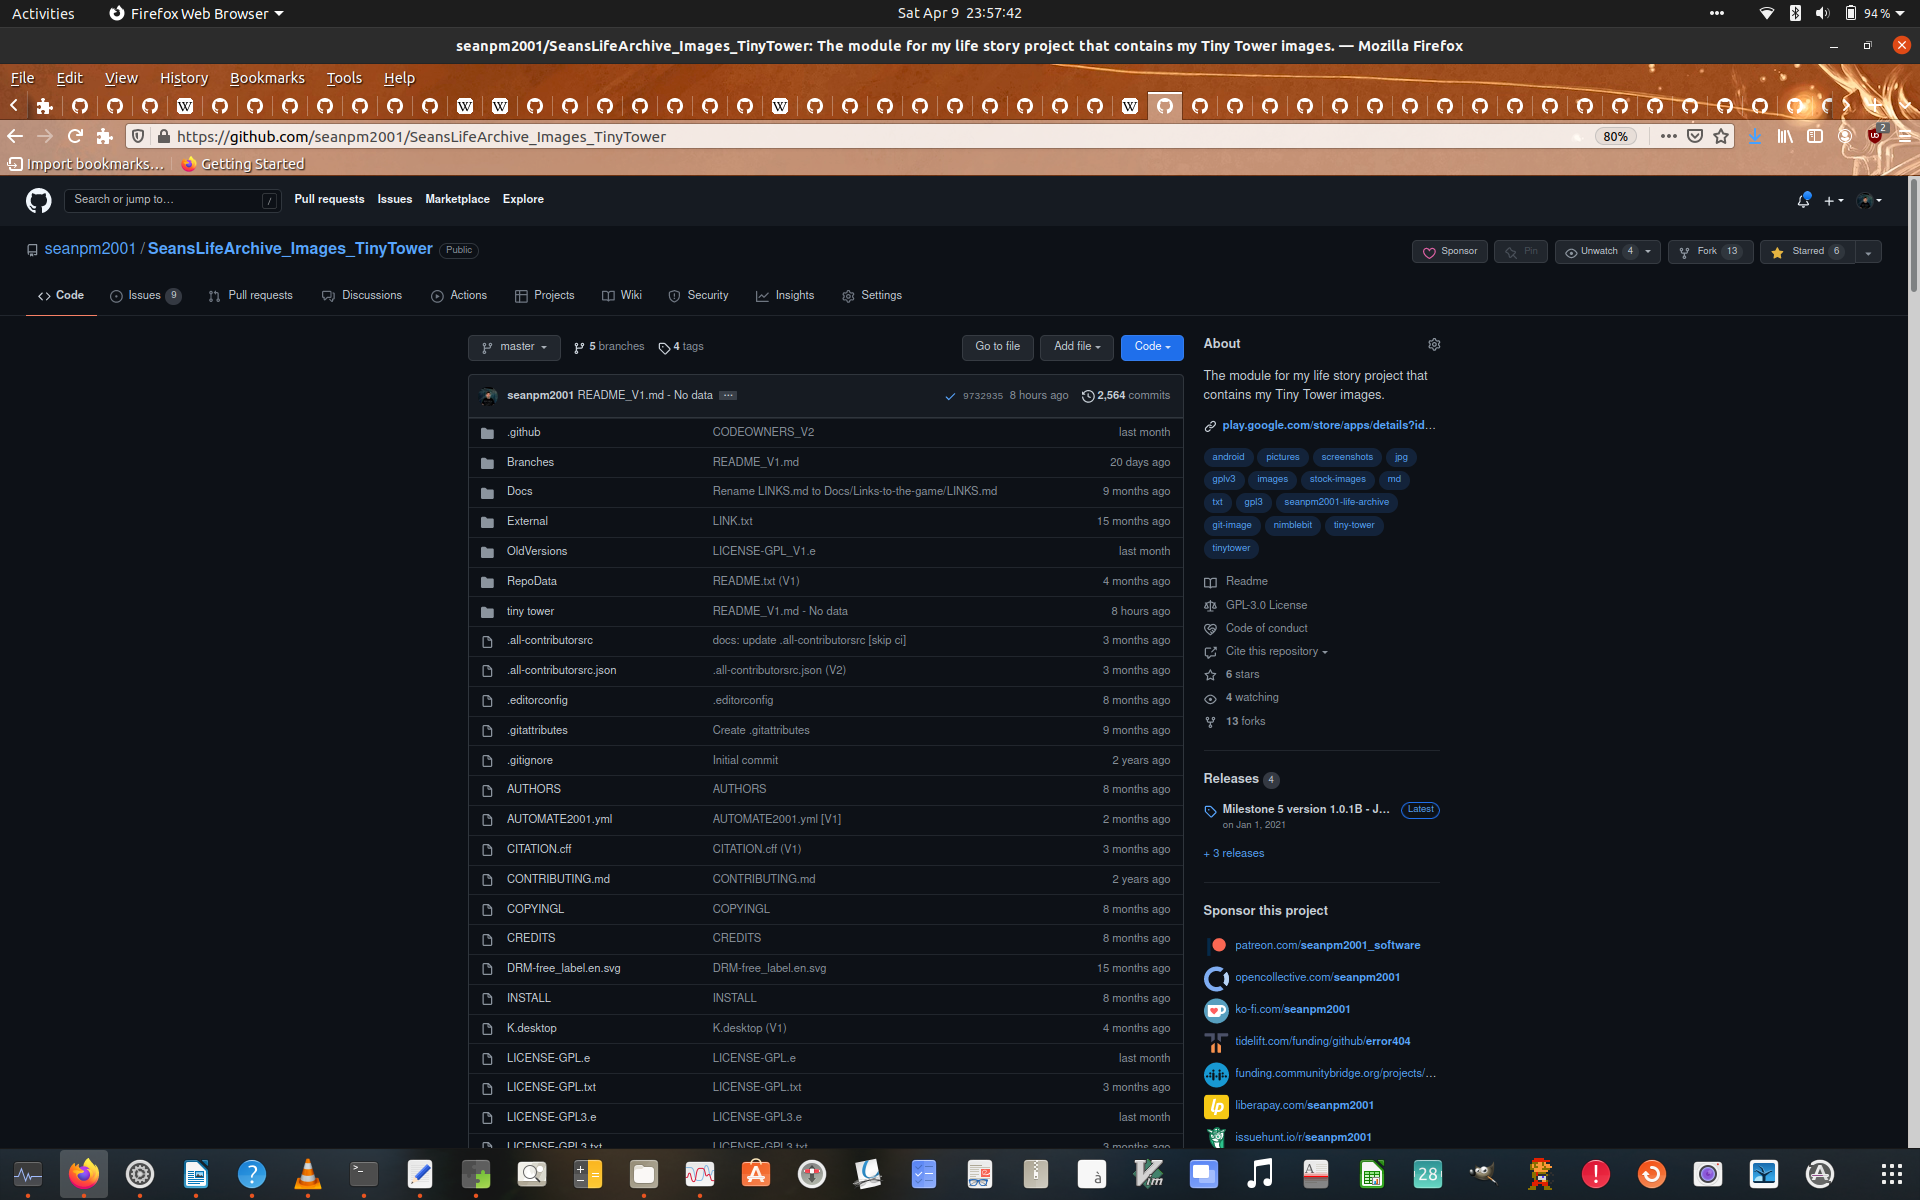 Activities
Firefox Web Browser
Sat Apr 9 23:57:42
94 %
seanpm2001/SeansLifeArchive_Images_TinyTower: The module for my life story project that contains my Tiny Tower images. — Mozilla Firefox
File Edit View History Bookmarks Tools Help
https://github.com/seanpm2001/SeansLifeArchive_Images_TinyTower
80%
2
Import bookmarks...
Getting Started
Search or jump to...
/
Pull requests Issues Marketplace Explore
seanpm2001 / SeansLifeArchive_Images_TinyTower Public
Sponsor Pin Unwatch 4 Fork 13 Starred 6
Code Issues 9 Pull requests Discussions Actions Projects Wiki Security Insights Settings
master 5 branches 4 tags
Go to file Add file Code
seanpm2001 README_V1.md - No data ... 9732935 8 hours ago 2,564 commits
.github CODEOWNERS_V2 last month
Branches README_V1.md 20 days ago
Docs Rename LINKS.md to Docs/Links-to-the-game/LINKS.md 9 months ago
External LINK.txt 15 months ago
OldVersions LICENSE-GPL_V1.e last month
RepoData README.txt (V1) 4 months ago
tiny tower README_V1.md - No data 8 hours ago
.all-contributorsrc docs: update .all-contributorsrc [skip ci] 3 months ago
.all-contributorsrc.json .all-contributorsrc.json (V2) 3 months ago
.editorconfig .editorconfig 8 months ago
.gitattributes Create .gitattributes 9 months ago
.gitignore Initial commit 2 years ago
AUTHORS AUTHORS 8 months ago
AUTOMATE2001.yml AUTOMATE2001.yml [V1] 2 months ago
CITATION.cff CITATION.cff (V1) 3 months ago
CONTRIBUTING.md CONTRIBUTING.md 2 years ago
COPYINGL COPYINGL 8 months ago
CREDITS CREDITS 8 months ago
DRM-free_label.en.svg DRM-free_label.en.svg 15 months ago
INSTALL INSTALL 8 months ago
K.desktop K.desktop (V1) 4 months ago
LICENSE-GPL.e LICENSE-GPL.e last month
LICENSE-GPL.txt LICENSE-GPL.txt 3 months ago
LICENSE-GPL3.e LICENSE-GPL3.e last month
LICENSE-GPL3.txt LICENSE-GPL3.txt 3 months ago
About
The module for my life story project that
contains my Tiny Tower images.
play.google.com/store/apps/details?id...
android pictures screenshots jpg
gplv3 images stock-images md
txt gpl3 seanpm2001-life-archive
git-image nimblebit tiny-tower
tinytower
Readme
GPL-3.0 License
Code of conduct
Cite this repository
6 stars
4 watching
13 forks
Releases 4
Milestone 5 version 1.0.1B - J... Latest
on Jan 1, 2021
+ 3 releases
Sponsor this project
patreon.com/seanpm2001_software
opencollective.com/seanpm2001
ko-fi.com/seanpm2001
tidelift.com/funding/github/error404
funding.communitybridge.org/projects/...
liberapay.com/seanpm2001
issuehunt.io/r/seanpm2001
28